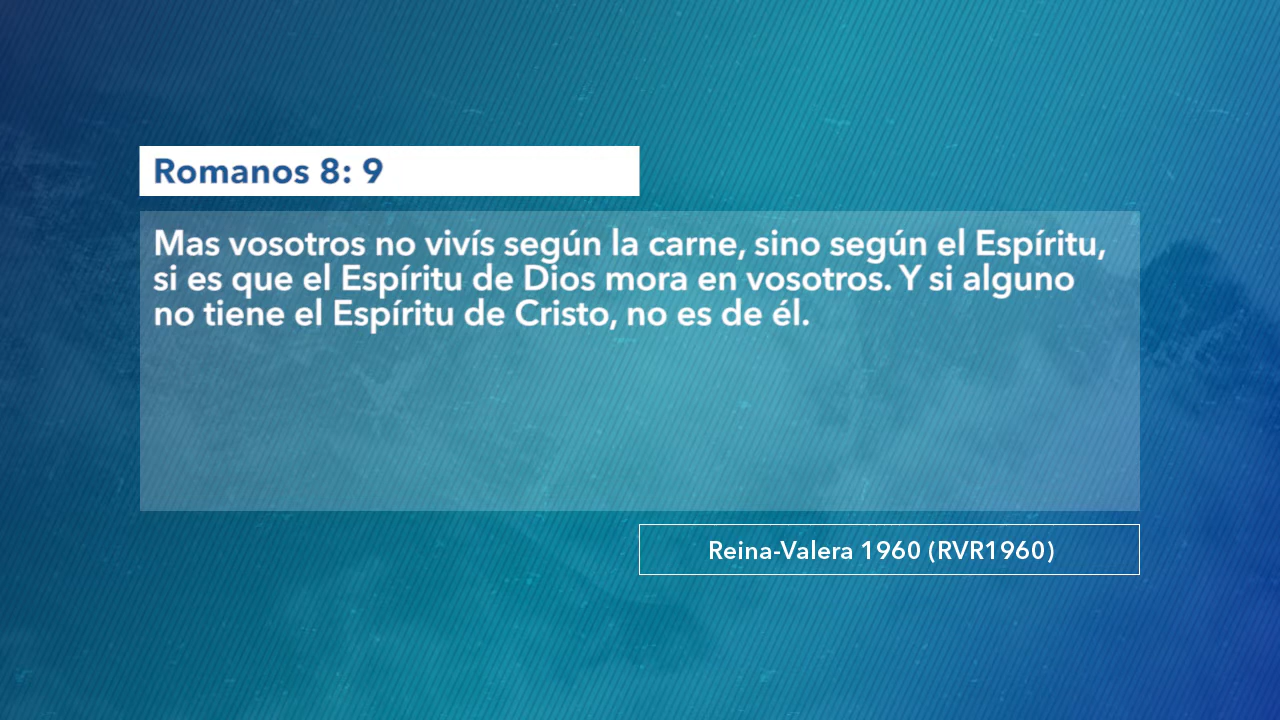 Romanos 8: 9
Mas vosotros no vivís según la carne, sino según el Espíritu,
si es que el Espíritu de Dios mora en vosotros. Y si alguno
no tiene el Espíritu de Cristo, no es de él.
Reina-Valera 1960 (RVR1960)